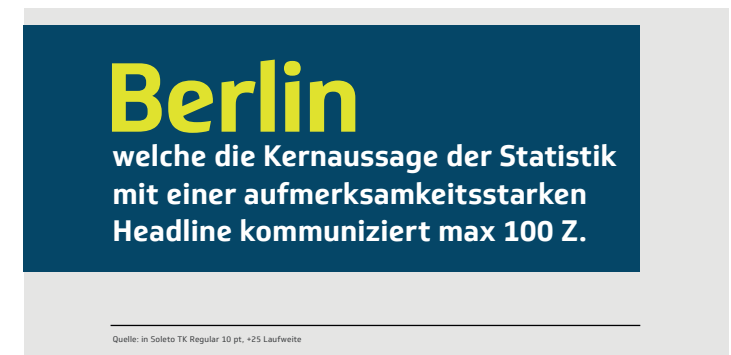 Berlin
welche die Kernaussage der Statistik
mit einer aufmerksamkeitsstarken
Headline kommuniziert max 100 Z.
Quelle: in Soleto TK Regular 10 pt, +25 Laufweite